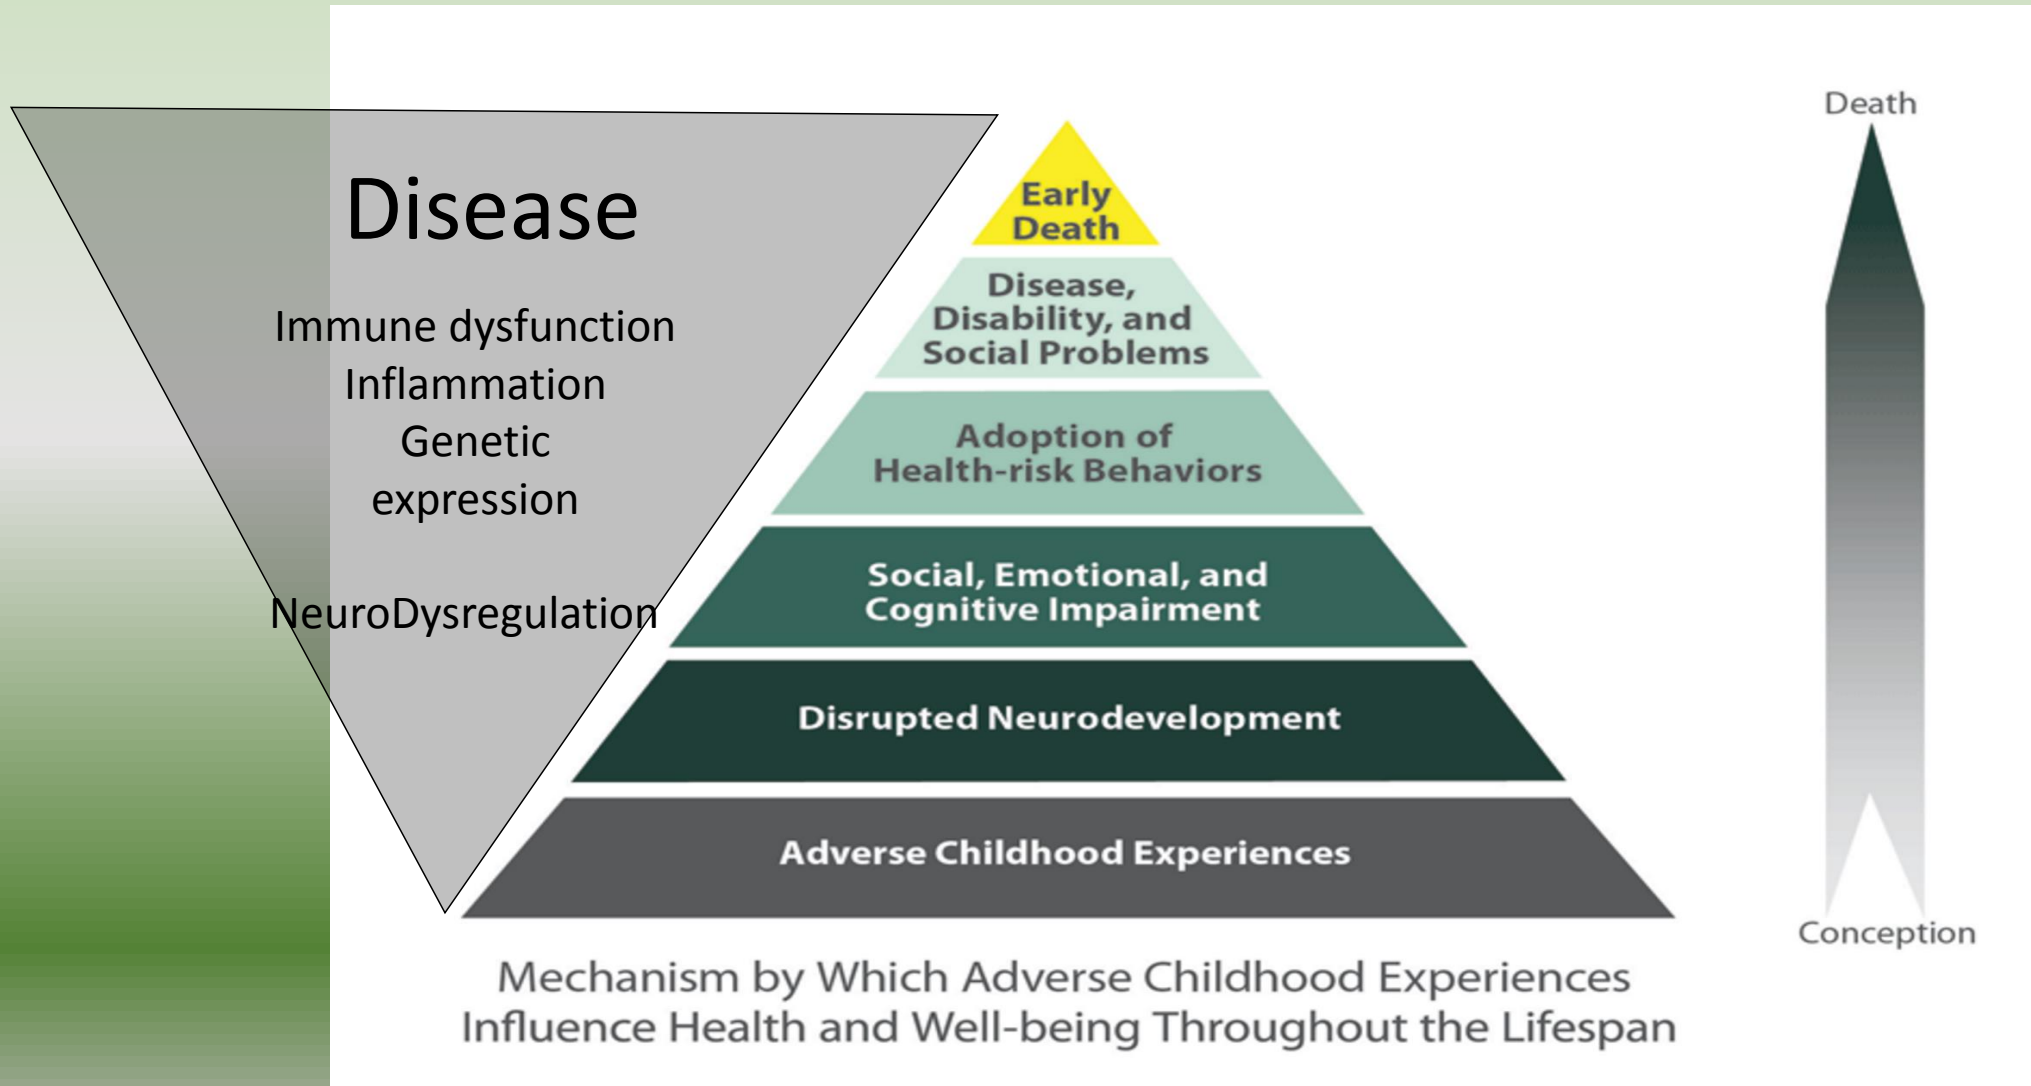 Disease
Immune dysfunction
Inflammation
Genetic
expression
NeuroDysregulation
Early
Death
Disease,
Disability, and
Social Problems
Adoption of
Health-risk Behaviors
Social, Emotional, and
Cognitive Impairment
Disrupted Neurodevelopment
Adverse Childhood Experiences
Death
Conception
Mechanism by Which Adverse Childhood Experiences
Influence Health and Well-being Throughout the Lifespan